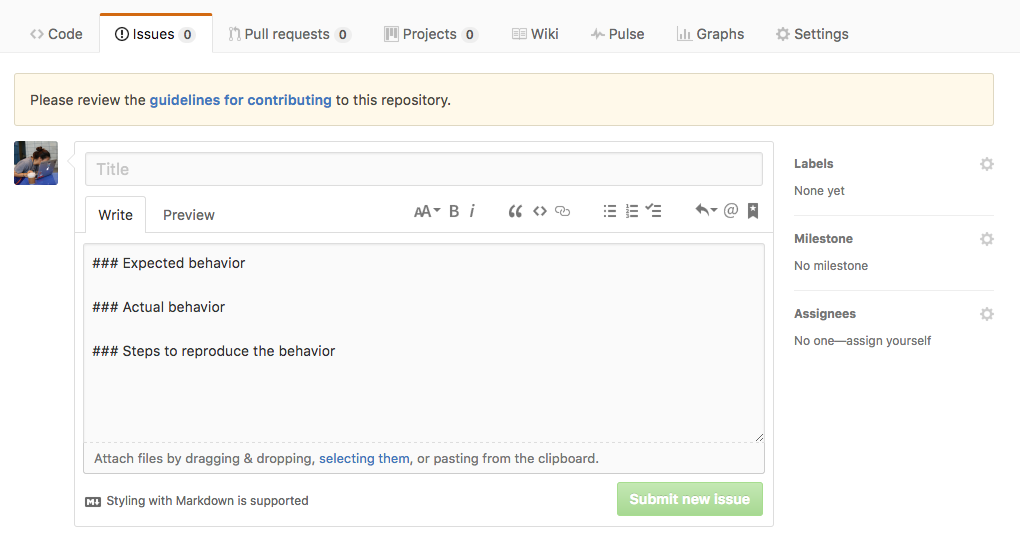 Code Issues 0 Pull requests 0 Projects 0 Wiki Pulse Graphs Settings
Please review the guidelines for contributing to this repository.
Title
Write Preview AA B i
### Expected behavior
### Actual behavior
### Steps to reproduce the behavior
Attach files by dragging & dropping, selecting them, or pasting from the clipboard.
Styling with Markdown is supported
Submit new issue
Labels
None yet
Milestone
No milestone
Assignees
No one—assign yourself